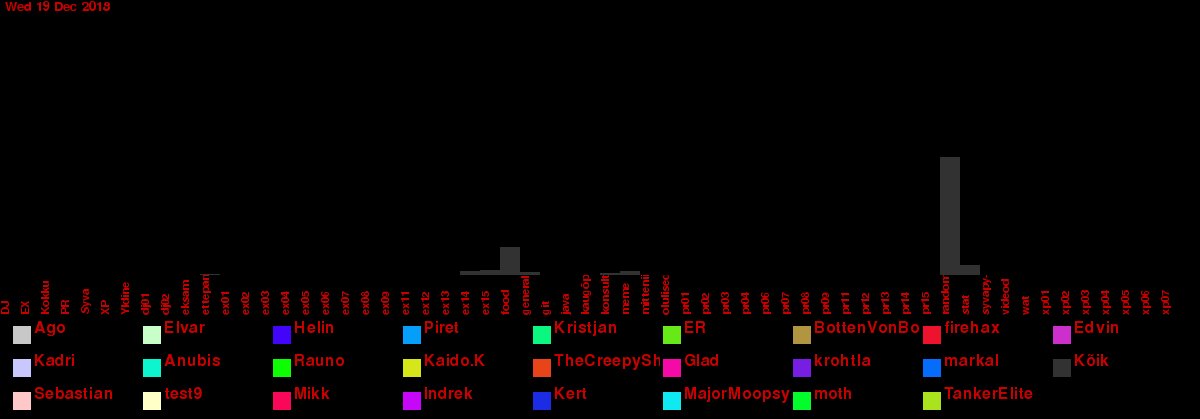 Wed 19 Dec 2018
DJ EX Kokku PR Syva XP Yldine dj01 dj02 eksam ettepan ex01 ex02 ex03 ex04 ex05 ex06 ex07 ex08 ex09 ex11 ex12 ex13 ex14 ex15 food general git java kaugõp konsult meme mittenii olulisec pr01 pr02 pr03 pr04 pr06 pr07 pr08 pr09 pr11 pr12 pr13 pr14 pr15 random stat syvapy- videod wat xp01 xp02 xp03 xp04 xp05 xp06 xp07
Ago Elvar Helin Piret Kristjan ER BottenVonBo firehax Edvin
Kadri Anubis Rauno Kaido.K TheCreepySh Glad krohtla markal Kõik
Sebastian test9 Mikk Indrek Kert MajorMoopsy moth TankerElite